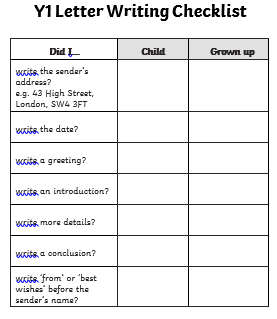 Y1 Letter Writing Checklist
Did I... Child Grown up
write the sender's
address?
e.g. 43 High Street,
London, SW4 3FT
write the date?
write a greeting?
write an introduction?
write more details?
write a conclusion?
write 'from' or 'best
wishes' before the
sender's name?